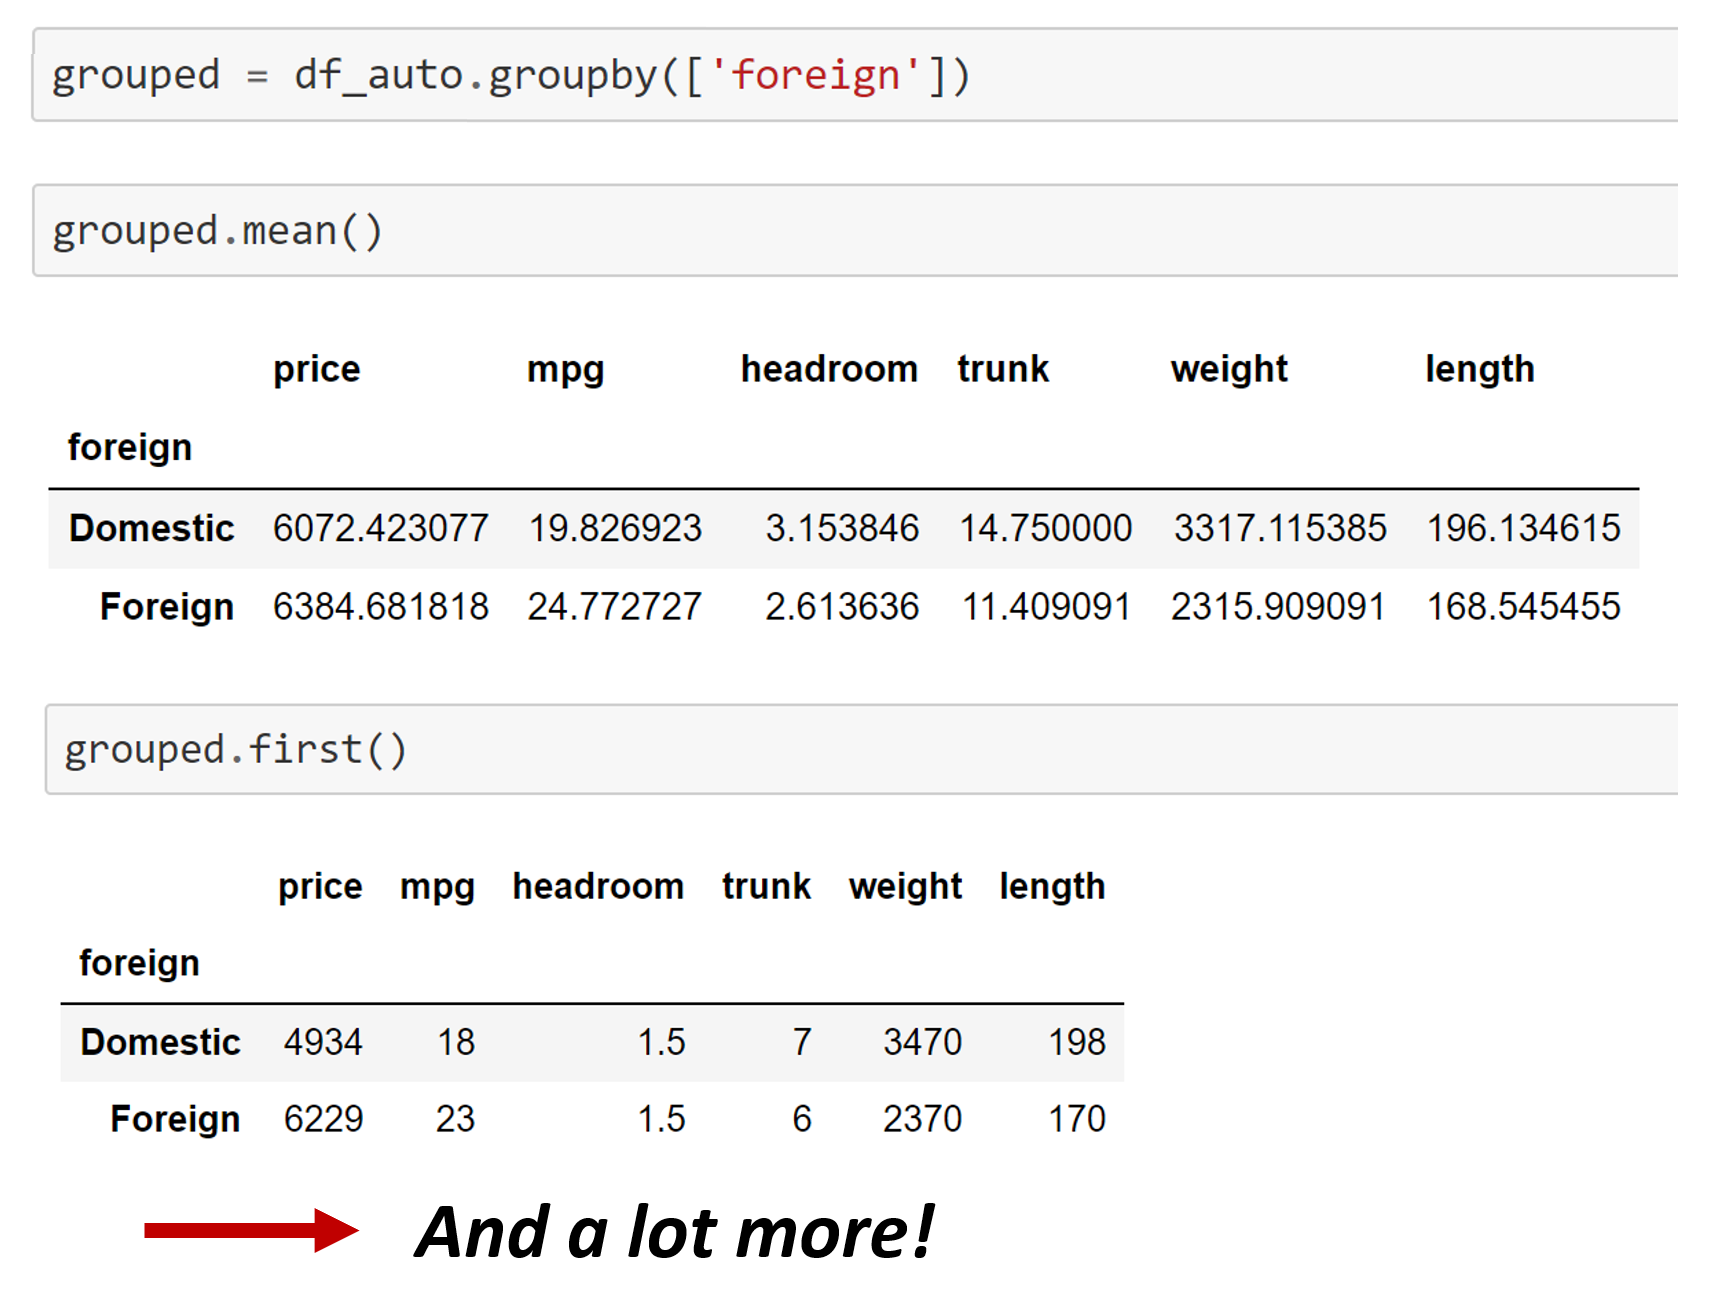 grouped = df_auto.groupby(['foreign'])
grouped.mean()
price mpg headroom trunk weight length
foreign
Domestic 6072.423077 19.826923 3.153846 14.750000 3317.115385 196.134615
Foreign 6384.681818 24.772727 2.613636 11.409091 2315.909091 168.545455
grouped.first()
price mpg headroom trunk weight length
foreign
Domestic 4934 18 1.5 7 3470 198
Foreign 6229 23 1.5 6 2370 170
And a lot more!